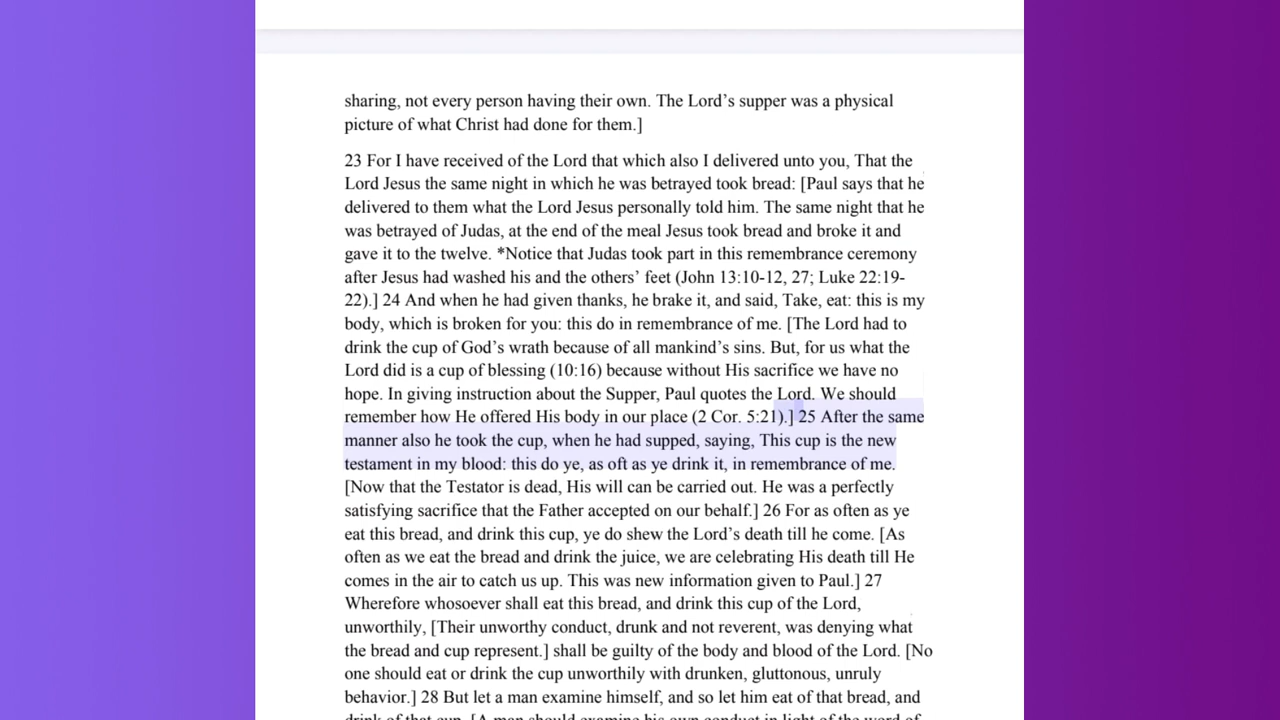 sharing, not every person having their own. The Lord’s supper was a physical
picture of what Christ had done for them.]
23 For I have received of the Lord that which also I delivered unto you, That the
Lord Jesus the same night in which he was betrayed took bread: [Paul says that he
delivered to them what the Lord Jesus personally told him. The same night that he
was betrayed of Judas, at the end of the meal Jesus took bread and broke it and
gave it to the twelve. *Notice that Judas took part in this remembrance ceremony
after Jesus had washed his and the others’ feet (John 13:10-12, 27; Luke 22:19-
22).] 24 And when he had given thanks, he brake it, and said, Take, eat: this is my
body, which is broken for you: this do in remembrance of me. [The Lord had to
drink the cup of God’s wrath because of all mankind’s sins. But, for us what the
Lord did is a cup of blessing (10:16) because without His sacrifice we have no
hope. In giving instruction about the Supper, Paul quotes the Lord. We should
remember how He offered His body in our place (2 Cor. 5:21).] 25 After the same
manner also he took the cup, when he had supped, saying, This cup is the new
testament in my blood: this do ye, as oft as ye drink it, in remembrance of me.
[Now that the Testator is dead, His will can be carried out. He was a perfectly
satisfying sacrifice that the Father accepted on our behalf.] 26 For as often as ye
eat this bread, and drink this cup, ye do shew the Lord’s death till he come. [As
often as we eat the bread and drink the juice, we are celebrating His death till He
comes in the air to catch us up. This was new information given to Paul.] 27
Wherefore whosoever shall eat this bread, and drink this cup of the Lord,
unworthily, [Their unworthy conduct, drunk and not reverent, was denying what
the bread and cup represent.] shall be guilty of the body and blood of the Lord. [No
one should eat or drink the cup unworthily with drunken, gluttonous, unruly
behavior.] 28 But let a man examine himself, and so let him eat of that bread, and
drink of that cup. [A man should examine his own conduct in light of the word of